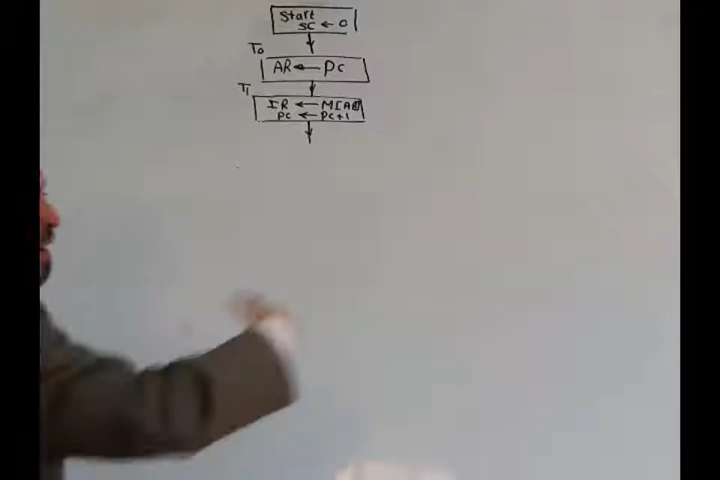 Start
SC ← 0
T0
AR ← PC
T1
IR ← M[AR]
PC ← PC+1